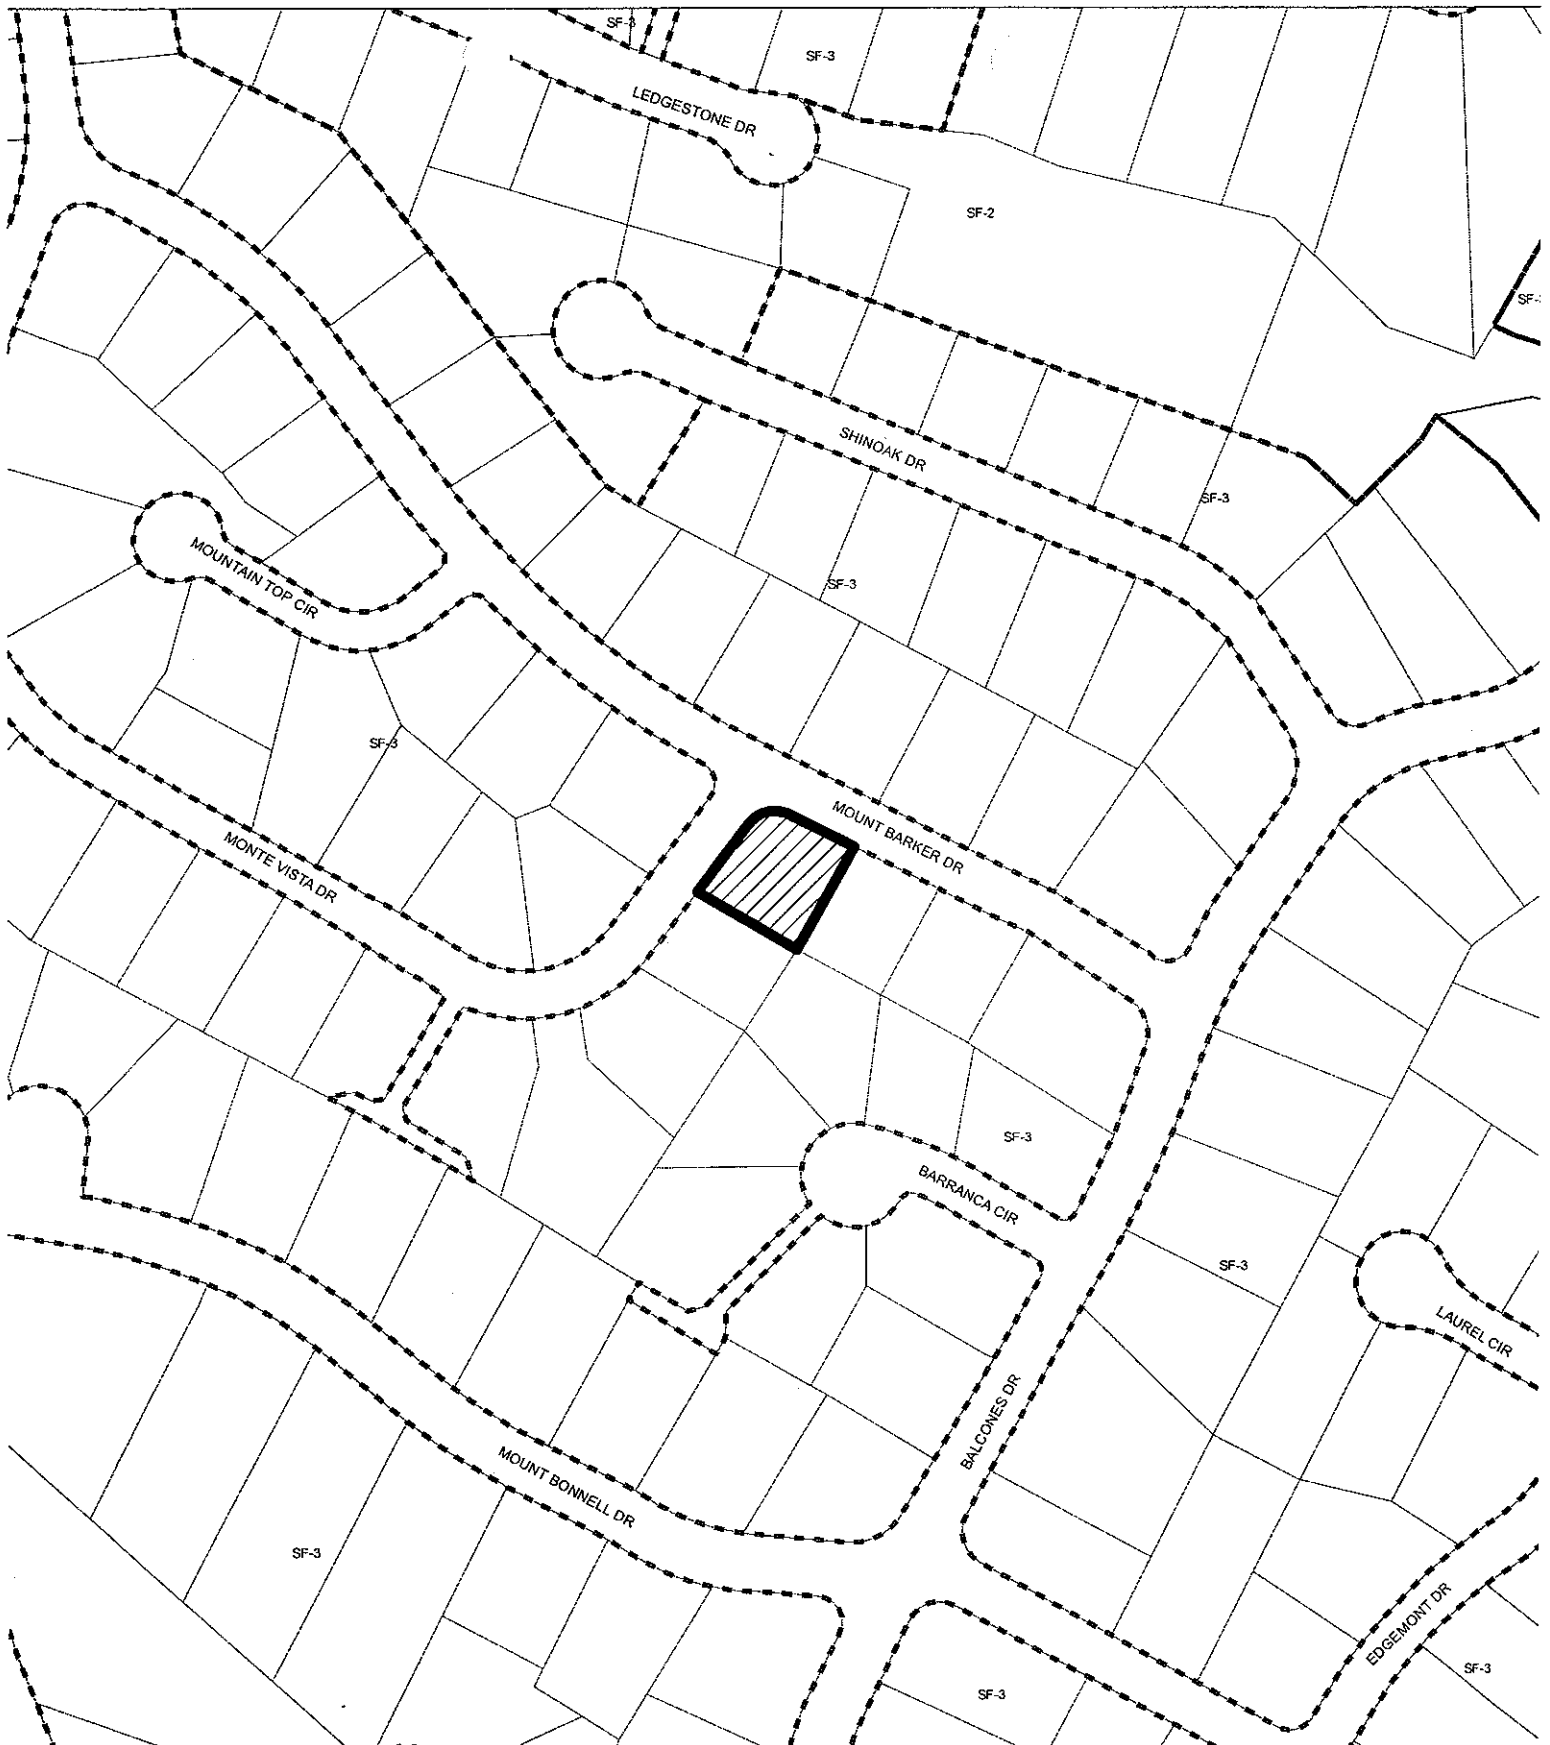 SF-3
SF-3
LEDGESTONE DR
SF-2
SF-
SHINOAK DR
SF-3
MOUNTAIN TOP CIR
SF-3
SF-3
MOUNT BARKER DR
MONTE VISTA DR
SF-3
BARRANCA CIR
SF-3
LAUREL CIR
BALCONES DR
MOUNT BONNELL DR
SF-3
EDGEMONT DR
SF-3
SF-3